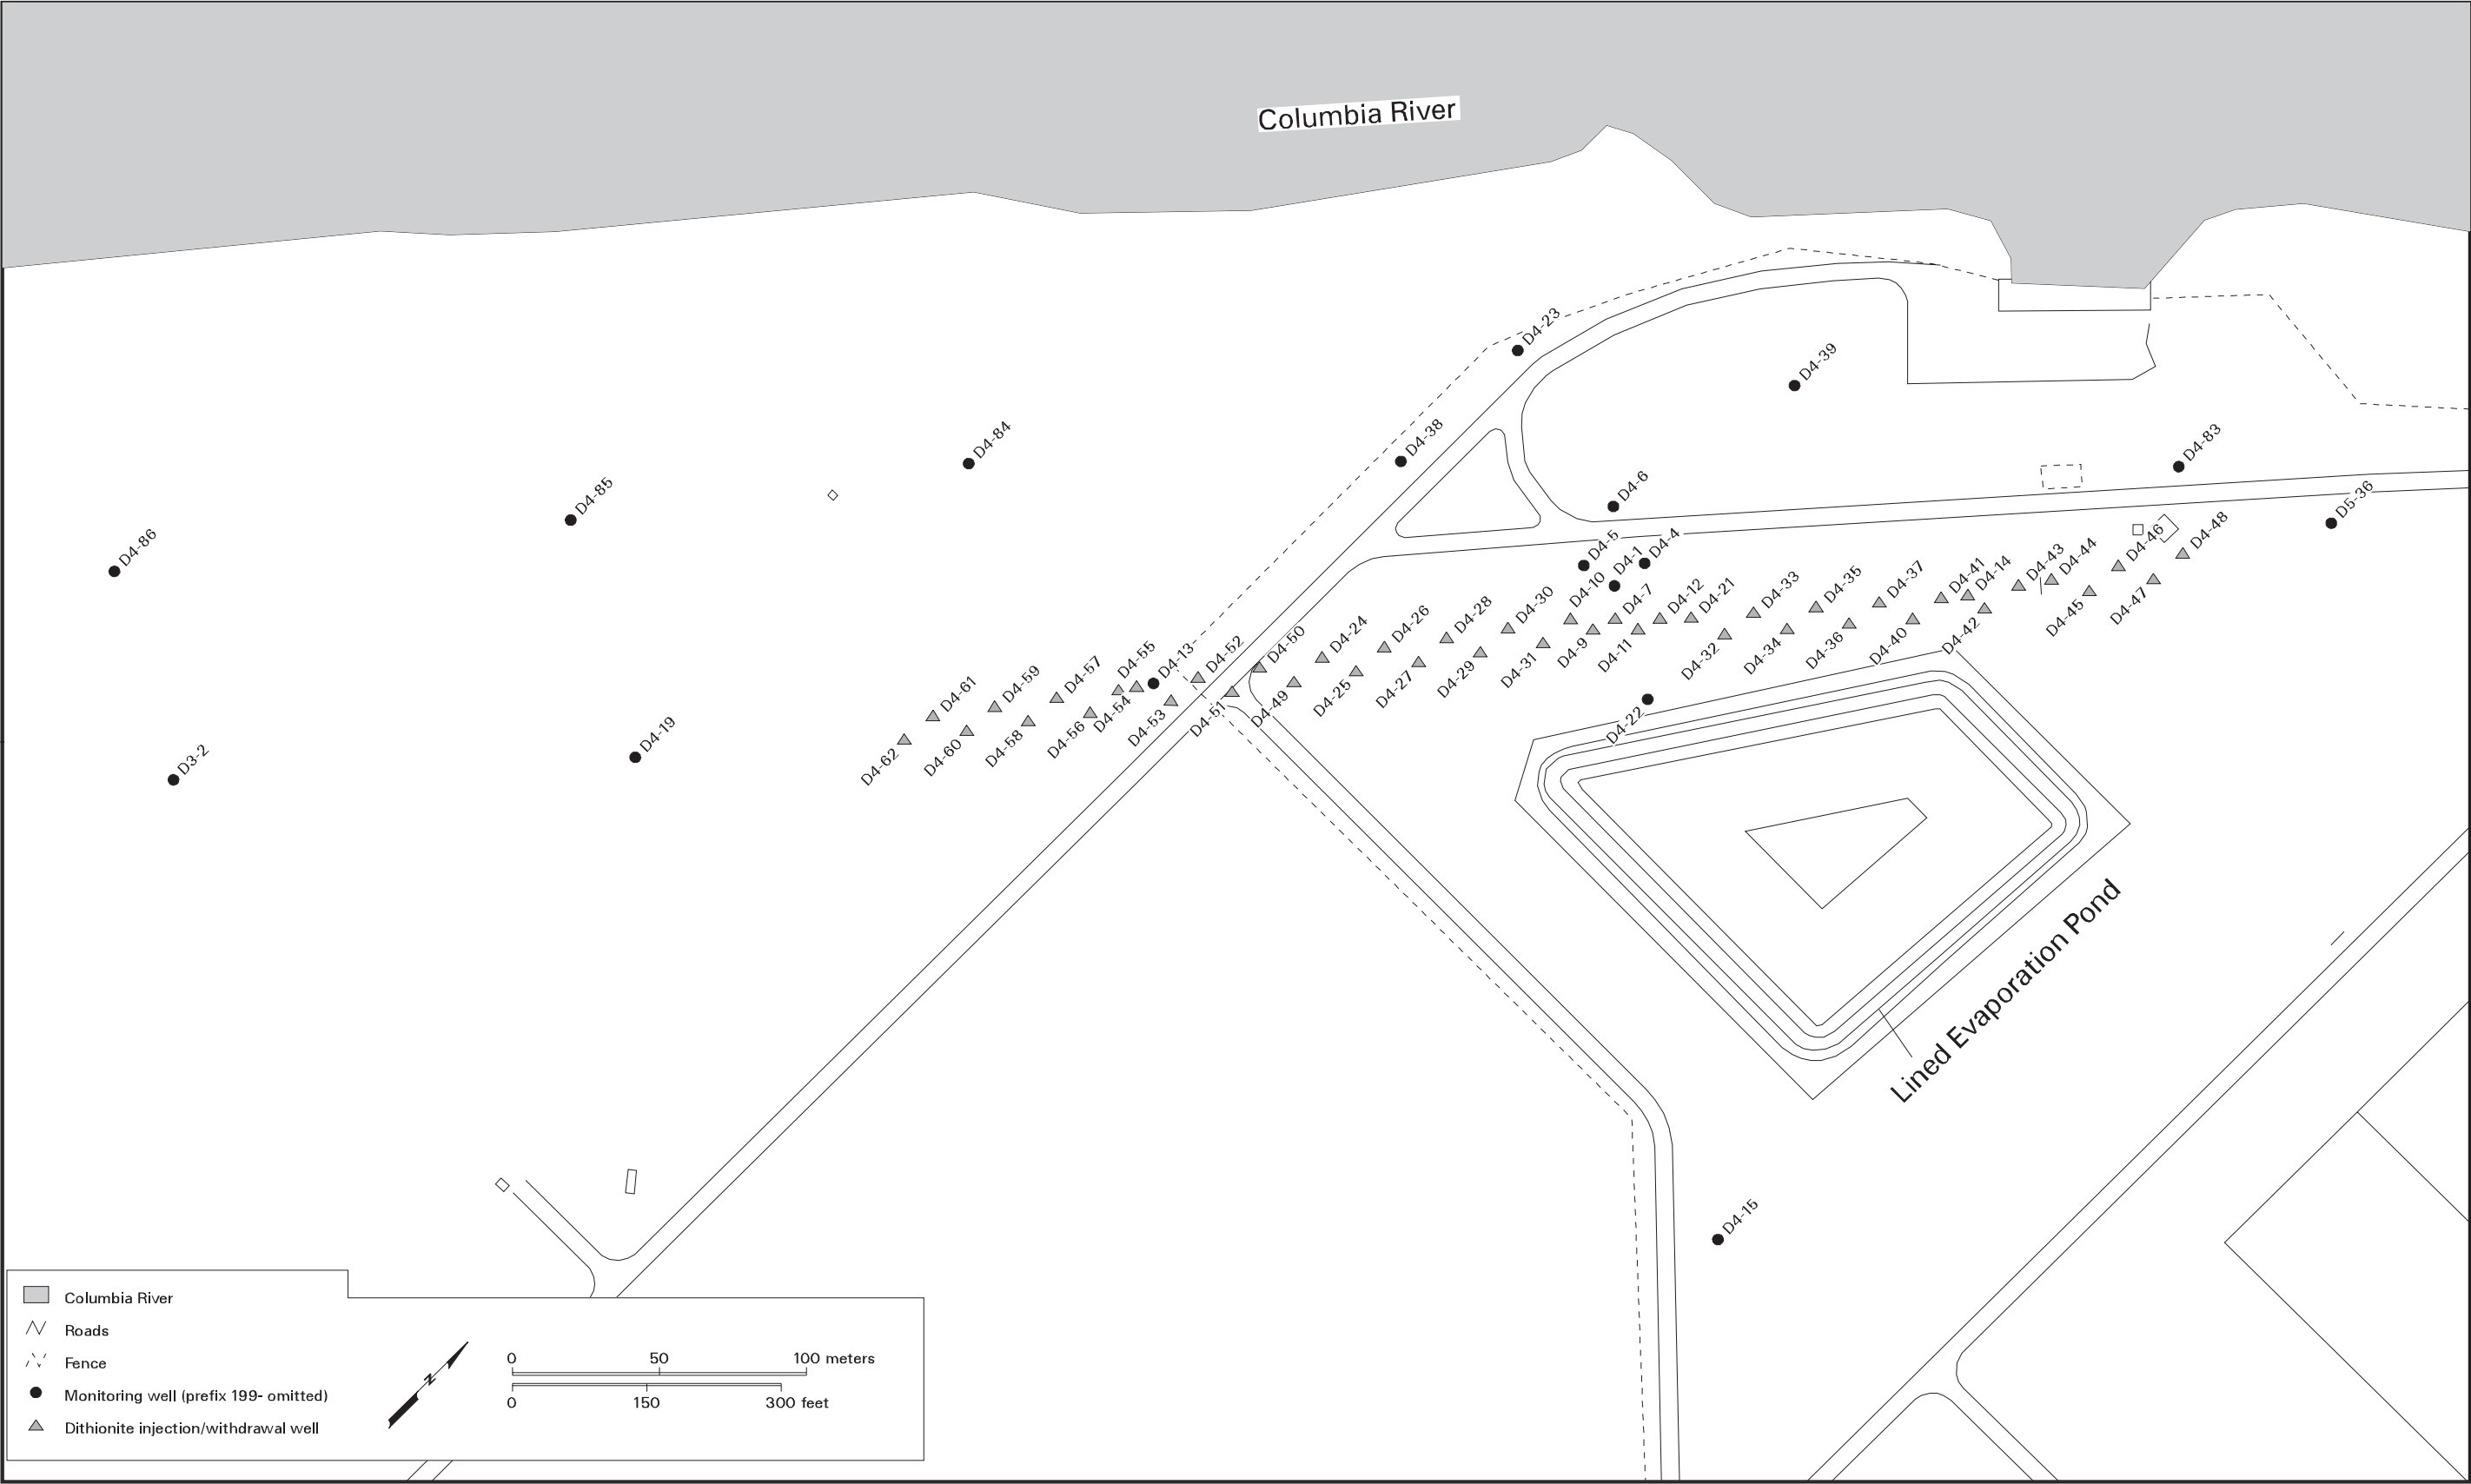 Columbia River
D4-23
D4-39
D4-84
D4-38
D4-83
D4-85
D4-6
D5-36
D4-86
D4-5
D4-1
D4-4
D4-46
D4-48
D4-43
D4-44
D4-10
D4-41
D4-14
D4-30
D4-7
D4-12
D4-21
D4-33
D4-35
D4-37
D4-45
D4-47
D4-24
D4-26
D4-28
D4-50
D4-52
D4-13
D4-55
D4-57
D4-59
D4-61
D4-9
D4-11
D4-32
D4-34
D4-36
D4-40
D4-42
D4-31
D4-29
D4-27
D4-25
D4-49
D4-51
D4-53
D4-54
D4-56
D4-58
D4-60
D4-62
D4-22
D4-19
D3-2
Lined Evaporation Pond
D4-15
Columbia River
Roads
Fence
Monitoring well (prefix 199- omitted)
Dithionite injection/withdrawal well
N
0 50 100 meters
0 150 300 feet